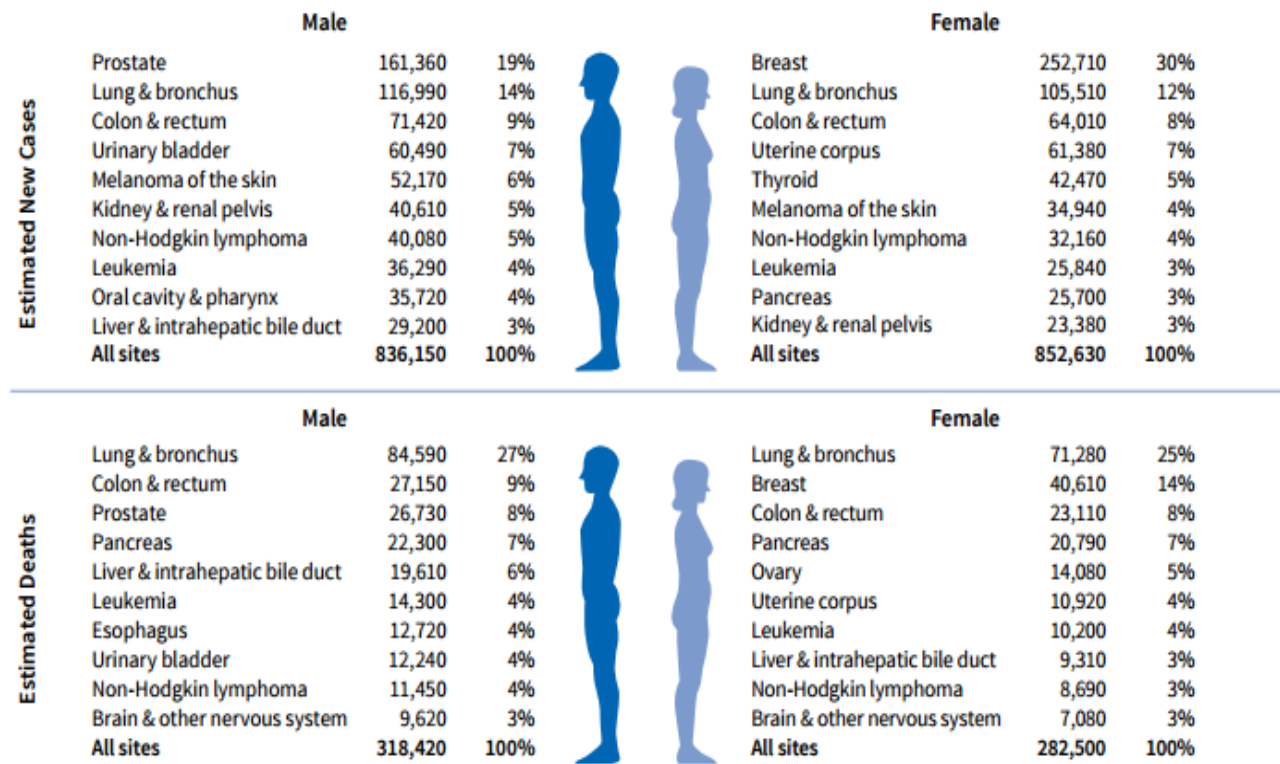 Male Female
Estimated New Cases
Prostate 161,360 19% Breast 252,710 30%
Lung & bronchus 116,990 14% Lung & bronchus 105,510 12%
Colon & rectum 71,420 9% Colon & rectum 64,010 8%
Urinary bladder 60,490 7% Uterine corpus 61,380 7%
Melanoma of the skin 52,170 6% Thyroid 42,470 5%
Kidney & renal pelvis 40,610 5% Melanoma of the skin 34,940 4%
Non-Hodgkin lymphoma 40,080 5% Non-Hodgkin lymphoma 32,160 4%
Leukemia 36,290 4% Leukemia 25,840 3%
Oral cavity & pharynx 35,720 4% Pancreas 25,700 3%
Liver & intrahepatic bile duct 29,200 3% Kidney & renal pelvis 23,380 3%
All sites 836,150 100% All sites 852,630 100%
Male Female
Estimated Deaths
Lung & bronchus 84,590 27% Lung & bronchus 71,280 25%
Colon & rectum 27,150 9% Breast 40,610 14%
Prostate 26,730 8% Colon & rectum 23,110 8%
Pancreas 22,300 7% Pancreas 20,790 7%
Liver & intrahepatic bile duct 19,610 6% Ovary 14,080 5%
Leukemia 14,300 4% Uterine corpus 10,920 4%
Esophagus 12,720 4% Leukemia 10,200 4%
Urinary bladder 12,240 4% Liver & intrahepatic bile duct 9,310 3%
Non-Hodgkin lymphoma 11,450 4% Non-Hodgkin lymphoma 8,690 3%
Brain & other nervous system 9,620 3% Brain & other nervous system 7,080 3%
All sites 318,420 100% All sites 282,500 100%